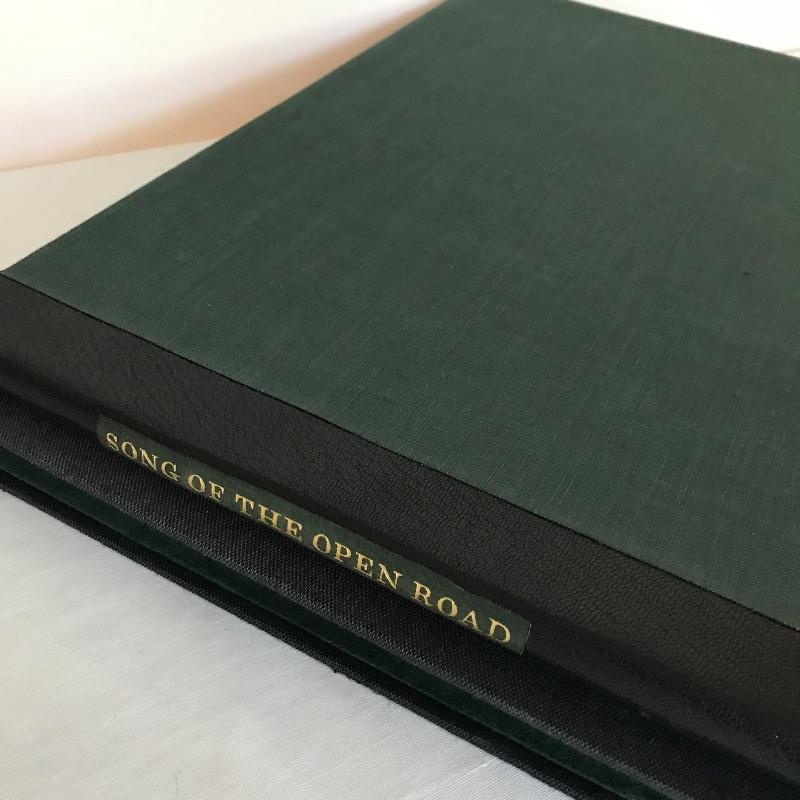 SONG OF THE OPEN ROAD